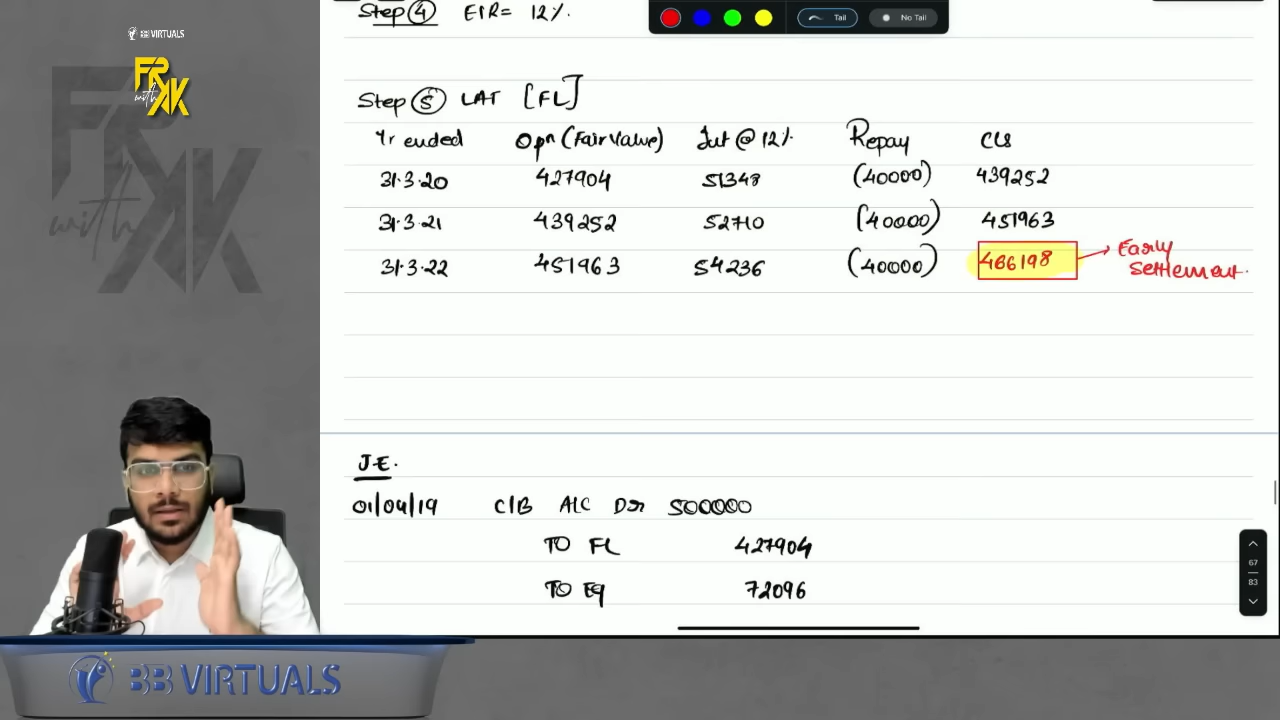 BB VIRTUALS
FR
with AK
Step ④ EIR = 12%.
Tail
No Tail
Step ⑤ LAT [FL]
Yr ended Opn (Fair Value) Int @ 12% Repay Cls
31.3.20 427904 51348 (40000) 439252
31.3.21 439252 52710 (40000) 451963
31.3.22 451963 54236 (40000) 466198 → Early Settlement.
J.E.
01/04/19 C/B A/C Dr 500000
TO FL 427904
TO Eq 72096
67
83
BB VIRTUALS